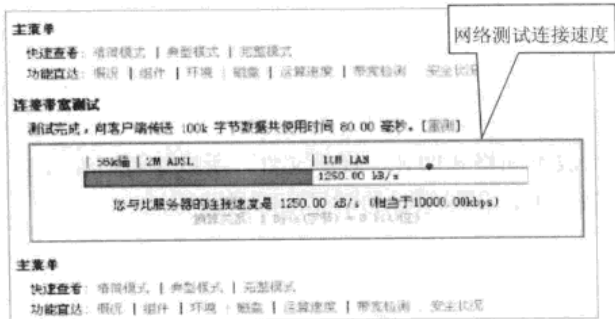 网络测试连接速度
主菜单
快速查看：精简模式 | 典型模式 | 完整模式
功能直达：概况 | 组件 | 环境 | 磁盘 | 运算速度 | 带宽检测 安全状况
连接带宽测试
测试完成，向客户端传送 100k 字节数据共使用时间 80.00 毫秒。[重测]
| 56k猫 | 2M ADSL | 10M LAN
1250.00 kB/s
您与此服务器的连接速度是 1250.00 kB/s (相当于10000.00kbps)
主菜单
快速查看：精简模式 | 典型模式 | 完整模式
功能直达：概况 | 组件 | 环境 | 磁盘 | 运算速度 | 带宽检测 安全状况